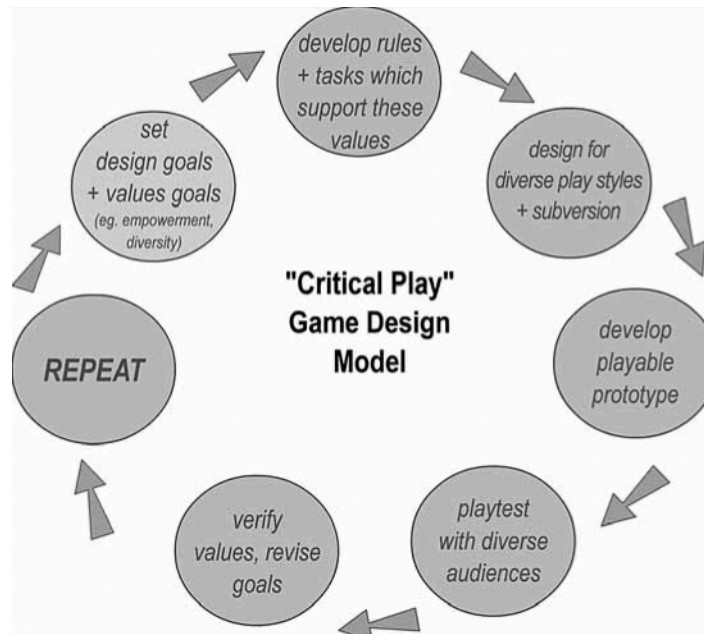 "Critical Play"
Game Design
Model
set
design goals
+ values goals
(eg. empowerment,
diversity)
develop rules
+ tasks which
support these
values
design for
diverse play styles
+ subversion
develop
playable
prototype
playtest
with diverse
audiences
verify
values, revise
goals
REPEAT